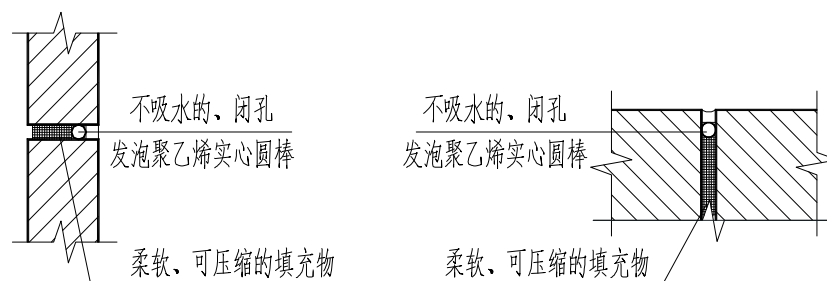 不吸水的、闭孔
发泡聚乙烯实心圆棒
柔软、可压缩的填充物
不吸水的、闭孔
发泡聚乙烯实心圆棒
柔软、可压缩的填充物